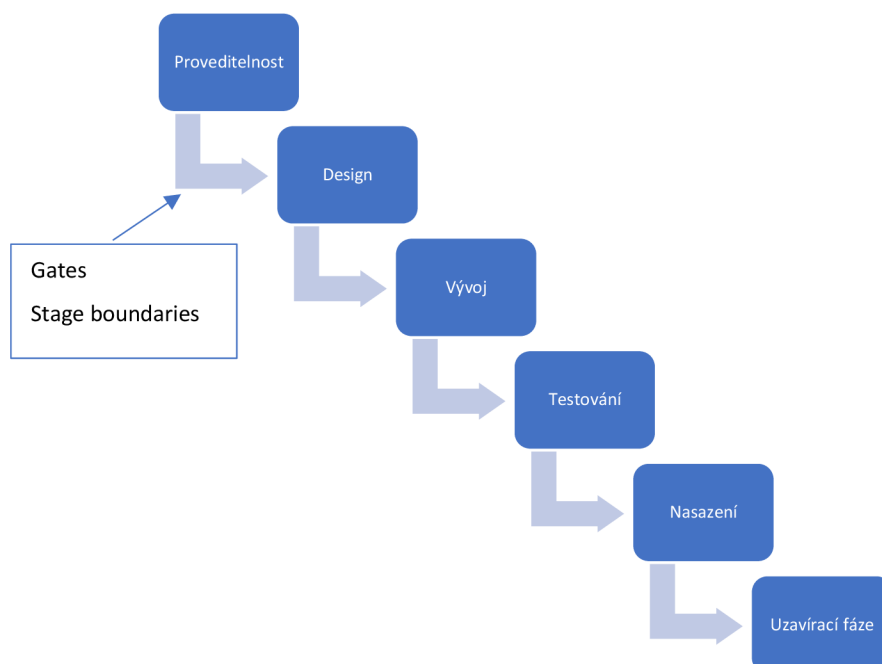 Proveditelnost
Design
Gates
Stage boundaries
Vývoj
Testování
Nasazení
Uzavírací fáze